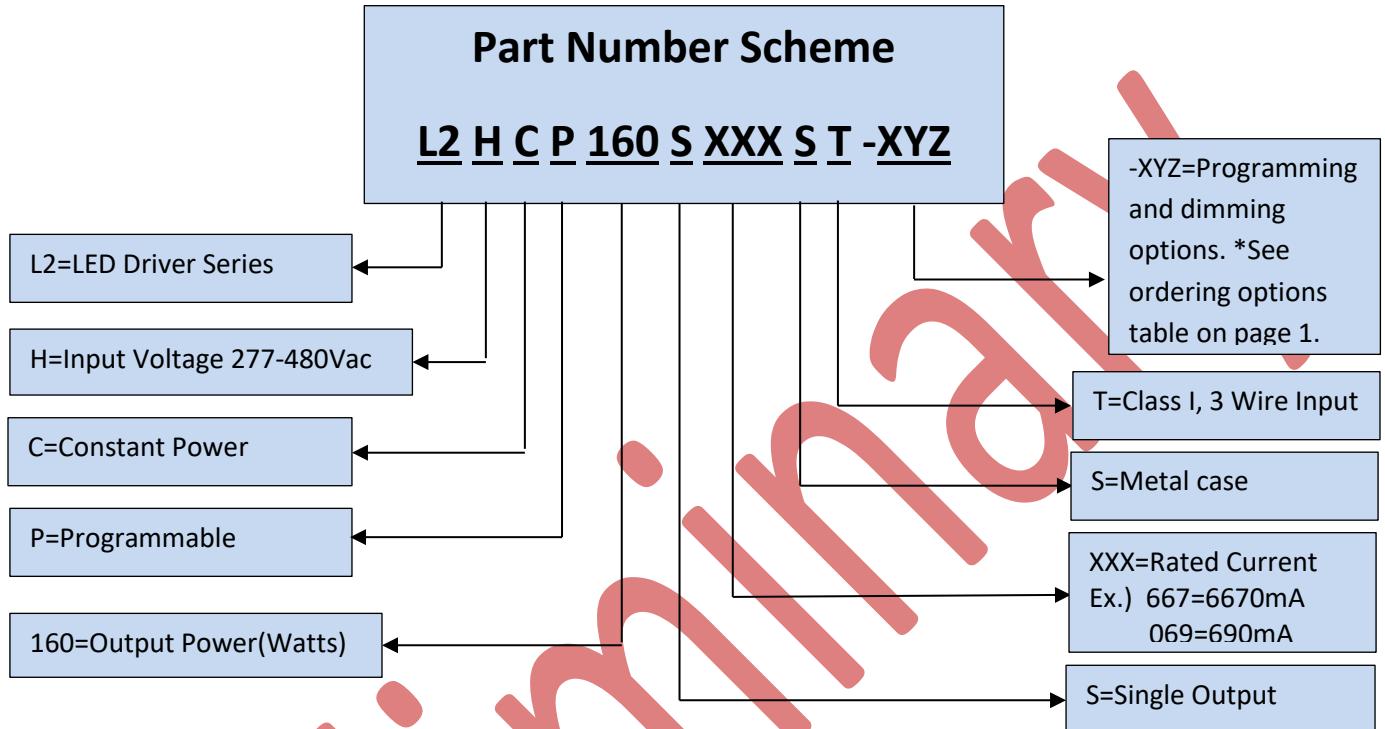 Part Number Scheme
L2 H C P 160 S XXX S T -XYZ
-XYZ=Programming
and dimming
options. *See
ordering options
table on page 1.
L2=LED Driver Series
H=Input Voltage 277-480Vac
T=Class I, 3 Wire Input
C=Constant Power
S=Metal case
P=Programmable
XXX=Rated Current
Ex.) 667=6670mA
069=690mA
160=Output Power(Watts)
S=Single Output